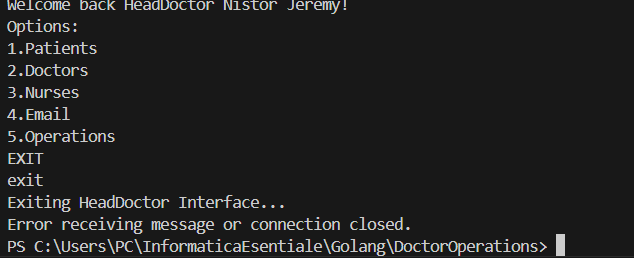 Welcome back HeadDoctor Nistor Jeremy!
Options:
1.Patients
2.Doctors
3.Nurses
4.Email
5.Operations
EXIT
exit
Exiting HeadDoctor Interface...
Error receiving message or connection closed.
PS C:\Users\PC\InformaticaEsentiale\Golang\DoctorOperations>